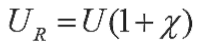 U_R = U(1 + χ)